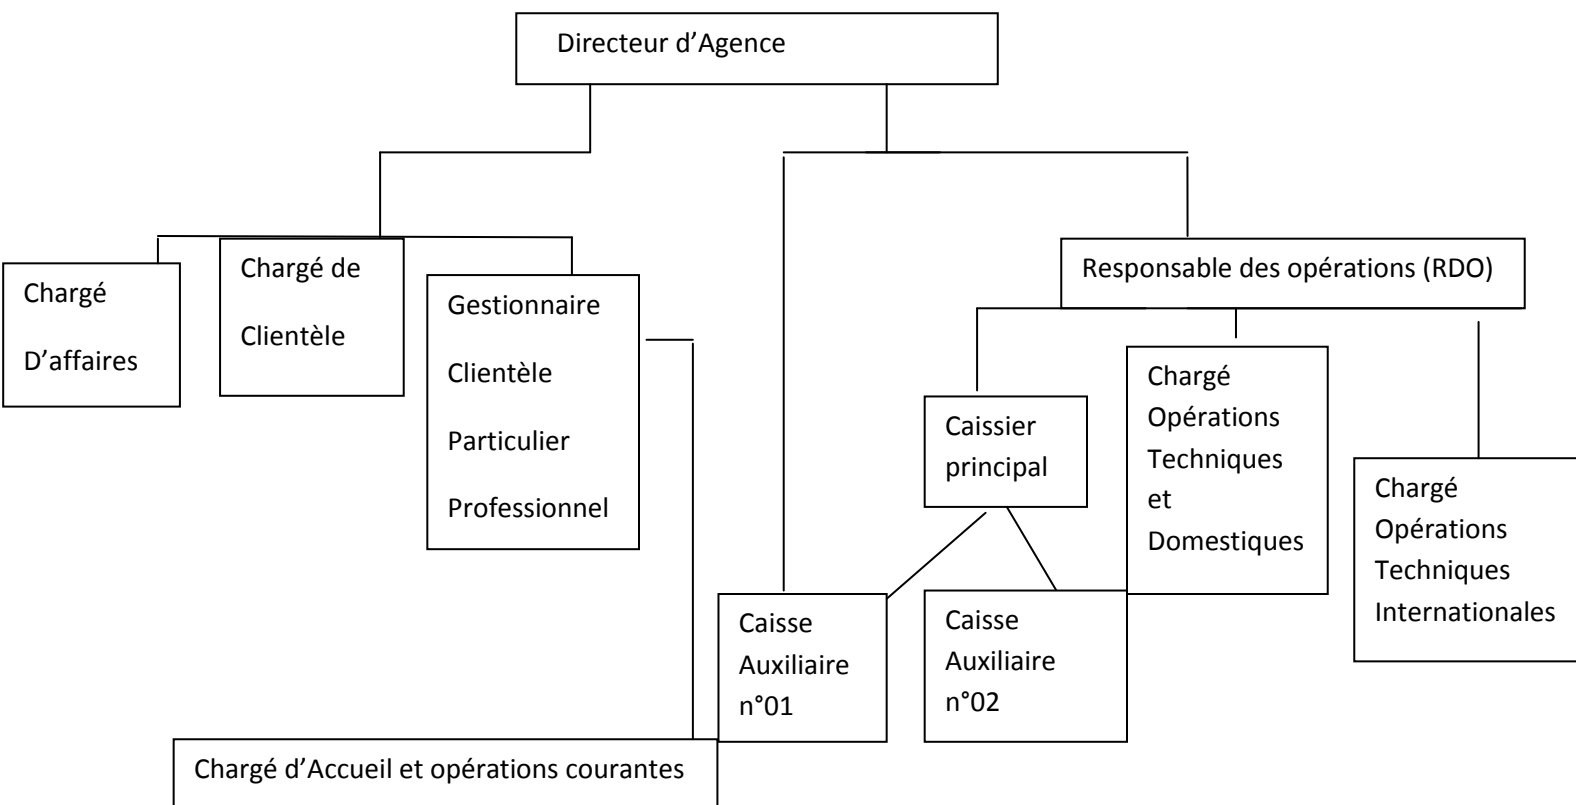 Directeur d’Agence
Chargé
D’affaires
Chargé de
Clientèle
Gestionnaire
Clientèle
Particulier
Professionnel
Responsable des opérations (RDO)
Caissier
principal
Chargé
Opérations
Techniques
et
Domestiques
Chargé
Opérations
Techniques
Internationales
Caisse
Auxiliaire
n°01
Caisse
Auxiliaire
n°02
Chargé d’Accueil et opérations courantes